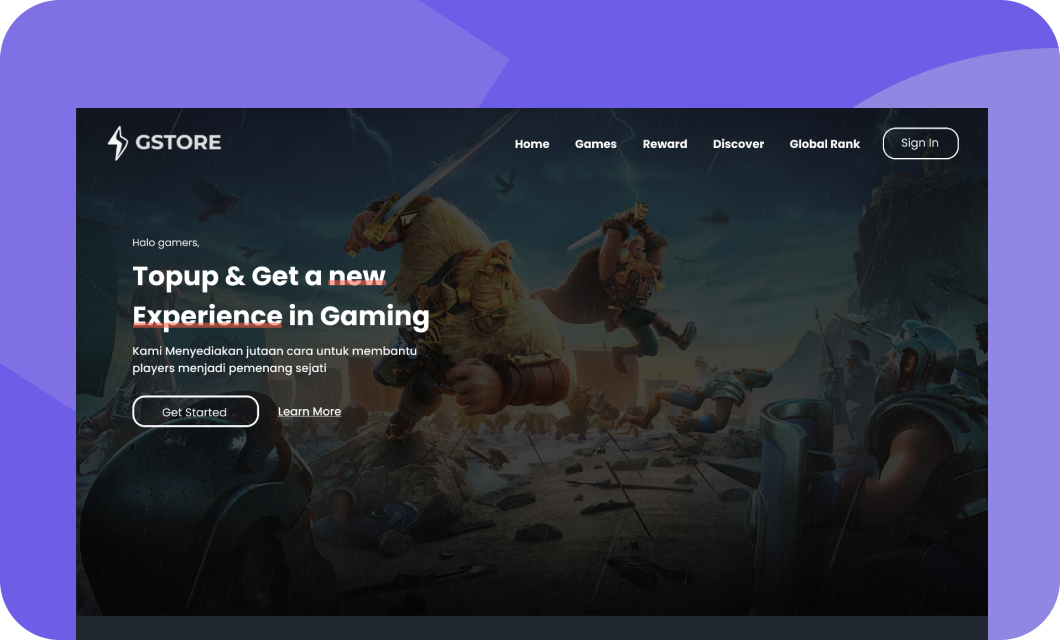 GSTORE
Home Games Reward Discover Global Rank Sign In
Halo gamers,
Topup & Get a new
Experience in Gaming
Kami Menyediakan jutaan cara untuk membantu
players menjadi pemenang sejati
Get Started Learn More